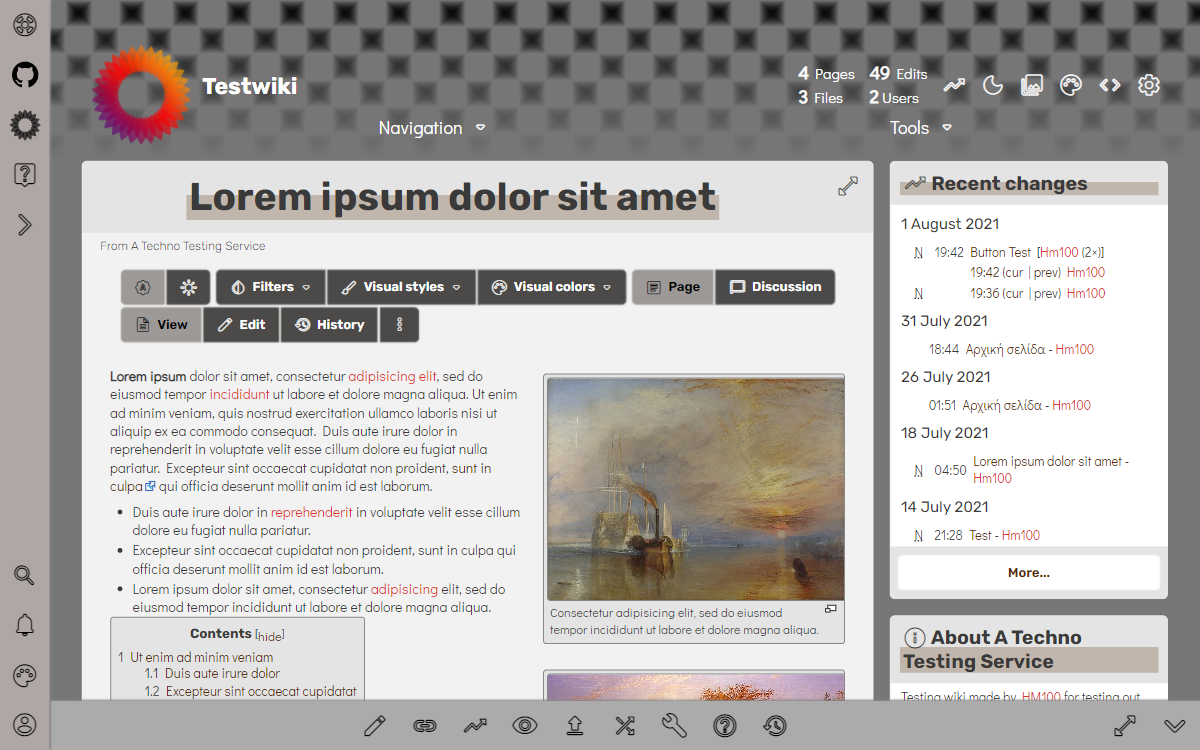 Testwiki
4 Pages 49 Edits
3 Files 2 Users
Navigation
Tools
Lorem ipsum dolor sit amet
From A Techno Testing Service
Filters Visual styles Visual colors Page Discussion
View Edit History
Lorem ipsum dolor sit amet, consectetur adipisicing elit, sed do
eiusmod tempor incididunt ut labore et dolore magna aliqua. Ut enim
ad minim veniam, quis nostrud exercitation ullamco laboris nisi ut
aliquip ex ea commodo consequat. Duis aute irure dolor in
reprehenderit in voluptate velit esse cillum dolore eu fugiat nulla
pariatur. Excepteur sint occaecat cupidatat non proident, sunt in
culpa qui officia deserunt mollit anim id est laborum.
• Duis aute irure dolor in reprehenderit in voluptate velit esse cillum
dolore eu fugiat nulla pariatur.
• Excepteur sint occaecat cupidatat non proident, sunt in culpa qui
officia deserunt mollit anim id est laborum.
• Lorem ipsum dolor sit amet, consectetur adipisicing elit, sed do
eiusmod tempor incididunt ut labore et dolore magna aliqua.
Contents [hide]
1 Ut enim ad minim veniam
1.1 Duis aute irure dolor
1.2 Excepteur sint occaecat cupidatat
Consectetur adipisicing elit, sed do eiusmod
tempor incididunt ut labore et dolore magna aliqua.
Recent changes
1 August 2021
N 19:42 Button Test [Hm100 (2×)]
19:42 (cur | prev) Hm100
N 19:36 (cur | prev) Hm100
31 July 2021
18:44 Αρχική σελίδα - Hm100
26 July 2021
01:51 Αρχική σελίδα - Hm100
18 July 2021
N 04:50 Lorem ipsum dolor sit amet -
Hm100
14 July 2021
N 21:28 Test - Hm100
More...
About A Techno
Testing Service
Testing wiki made by HM100 for testing out